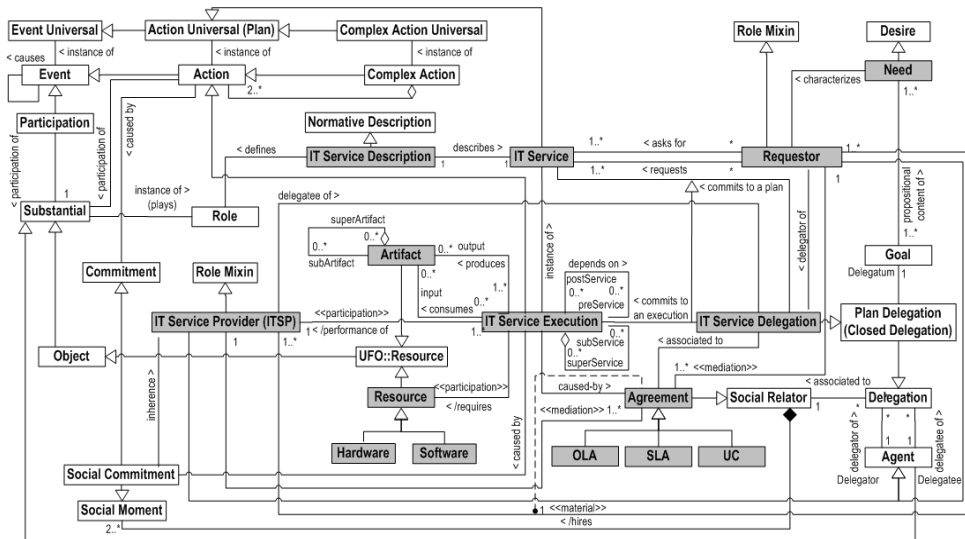 Event Universal
Action Universal (Plan)
Complex Action Universal
Role Mixin
Desire
< instance of
< instance of
< instance of
< causes
Event
Action
Complex Action
2..*
Need
< characterizes
1..*
Participation
< participation of
< participation of
< caused by
Normative Description
< defines
IT Service Description
describes >
1
1
IT Service
1..*
< asks for
*
1..*
< requests
*
Requestor
1..*
1
1
Substantial
instance of >
(plays)
Role
delegatee of >
< commits to a plan
propositional
content of >
1..*
superArtifact
0..*
0..*
subArtifact
Artifact
0..*
output
< produces
0..*
input
1..*
< consumes
0..*
instance of >
depends on >
postService
0..*
0..*
preService
< delegator of
Goal
Delegatum
1
Commitment
Role Mixin
IT Service Provider (ITSP)
<<participation>>
1
< /performance of
1..*
IT Service Execution
0..*
subService
0..*
superService
< commits to
an execution
IT Service Delegation
Plan Delegation
(Closed Delegation)
*
1
1..*
Object
UFO::Resource
< associated to
inherence >
Resource
<<participation>>
< /requires
caused-by >
1..*
<<mediation>>
< associated to
Agreement
Social Relator
1
*
Delegation
<<mediation>>
1..*
*
*
Hardware
Software
< caused by
OLA
SLA
UC
delegator of >
1
1
delegatee of >
Agent
Delegator
Delegatee
Social Commitment
Social Moment
2..*
1
<<material>>
< /hires